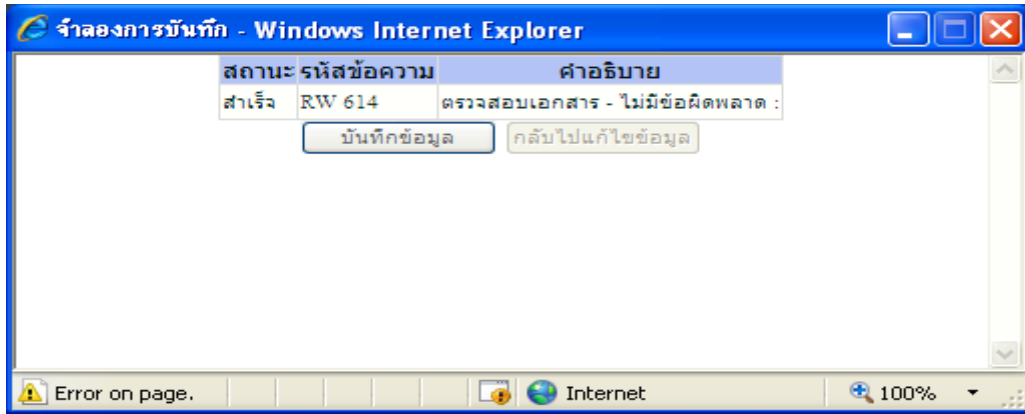 จำลองการบันทึก - Windows Internet Explorer
สถานะ รหัสข้อความ คำอธิบาย
สำเร็จ RW 614 ตรวจสอบเอกสาร - ไม่มีข้อผิดพลาด :
บันทึกข้อมูล กลับไปแก้ไขข้อมูล
Error on page. Internet 100%